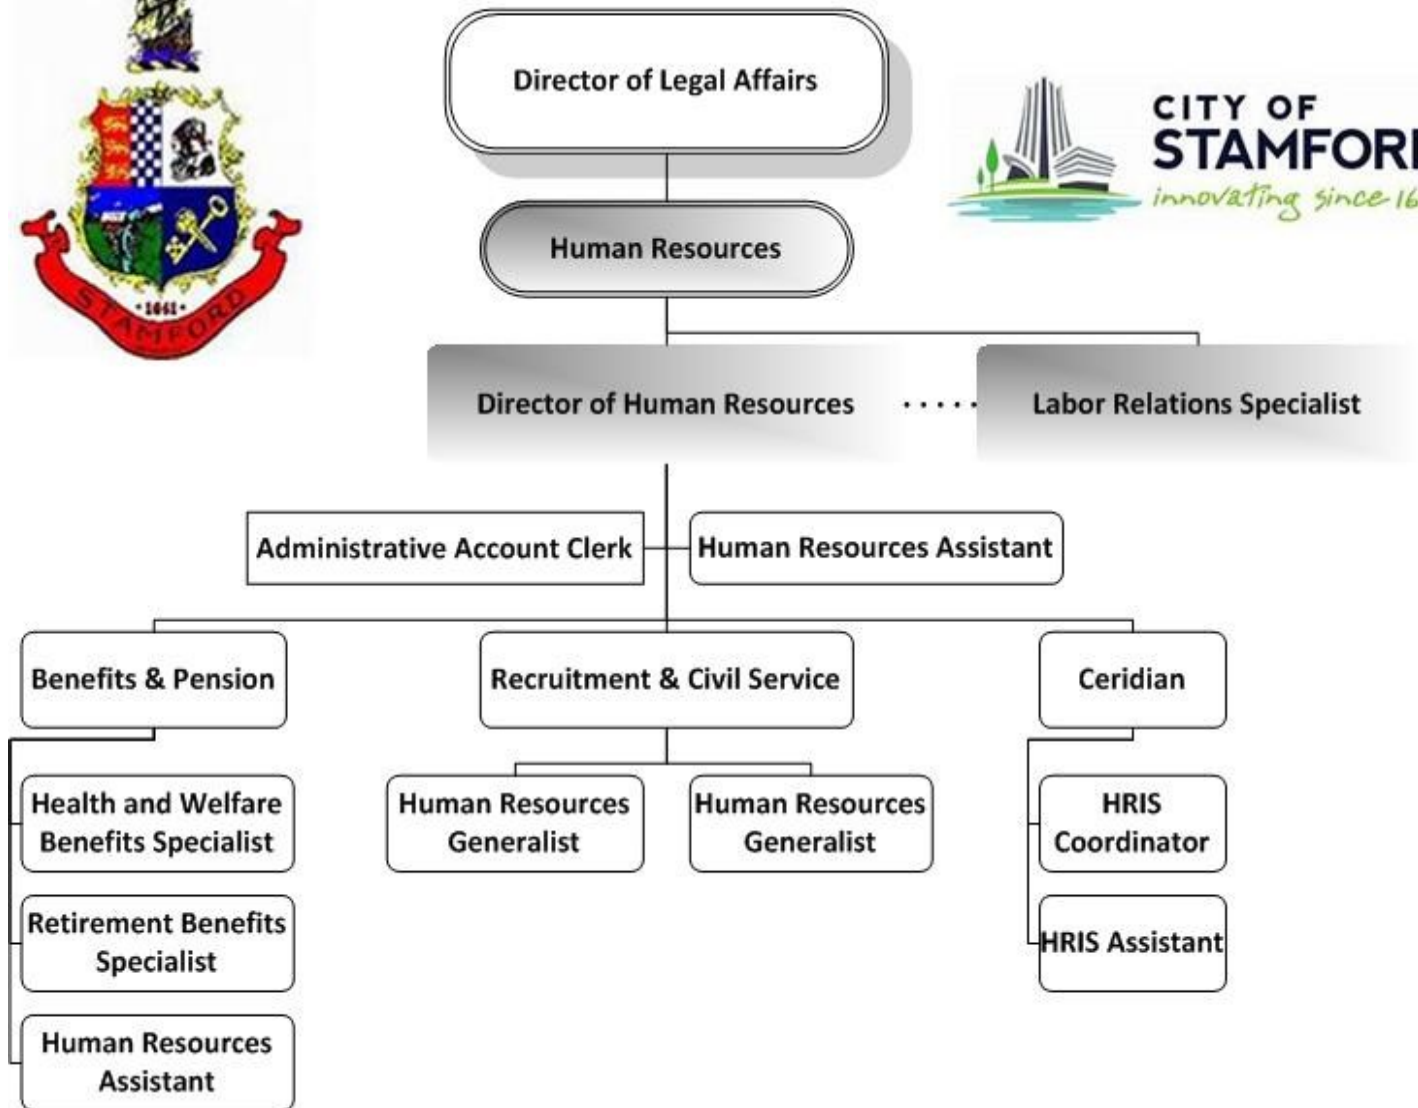 Director of Legal Affairs
CITY OF
STAMFORD
innovating since 16
Human Resources
1641
STAMFORD
Director of Human Resources
Labor Relations Specialist
Administrative Account Clerk
Human Resources Assistant
Benefits & Pension
Recruitment & Civil Service
Ceridian
Health and Welfare
Benefits Specialist
Human Resources
Generalist
Human Resources
Generalist
HRIS
Coordinator
Retirement Benefits
Specialist
HRIS Assistant
Human Resources
Assistant